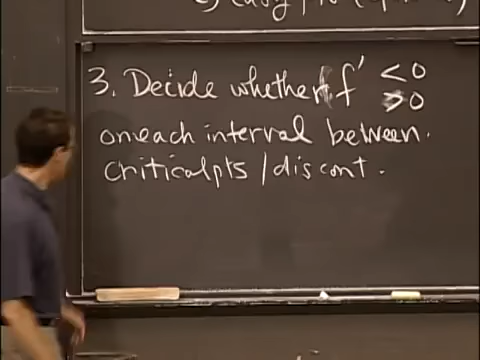 3. Decide whether f' < 0
> 0
on each interval between
critical pts / discont.